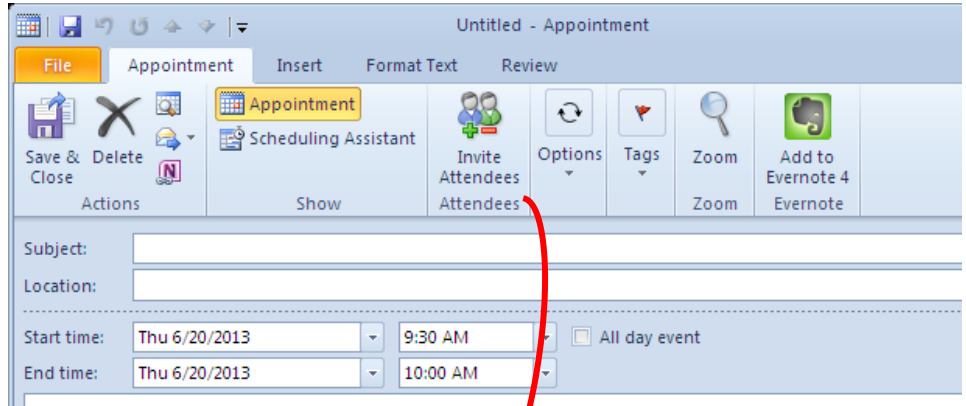 Untitled - Appointment
File Appointment Insert Format Text Review
Save & Close
Delete
N
Actions
Appointment
Scheduling Assistant
Show
Invite Attendees
Attendees
Options
Tags
Zoom
Zoom
Add to Evernote 4
Evernote
Subject:
Location:
Start time: Thu 6/20/2013 9:30 AM All day event
End time: Thu 6/20/2013 10:00 AM